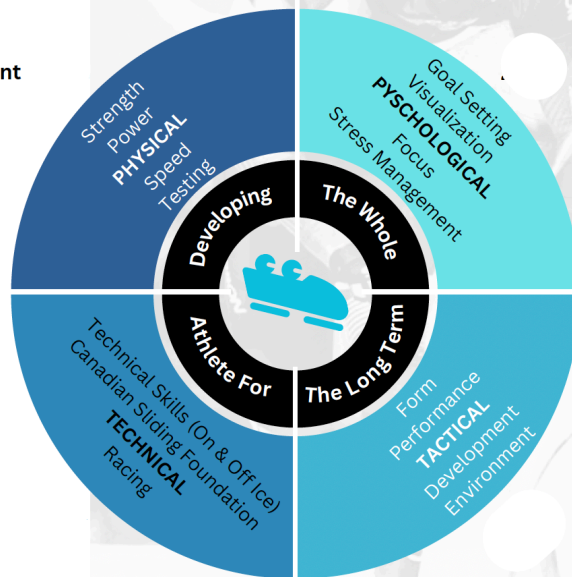 nt
Strength
Power
PHYSICAL
Speed
Testing
Goal Setting
Visualization
PYSCHOLOGICAL
Focus
Stress Management
Developing
The Whole
Athlete For
The Long Term
Technical Skills (On & Off Ice)
Canadian Sliding Foundation
TECHNICAL
Racing
Form
Performance
TACTICAL
Development
Environment